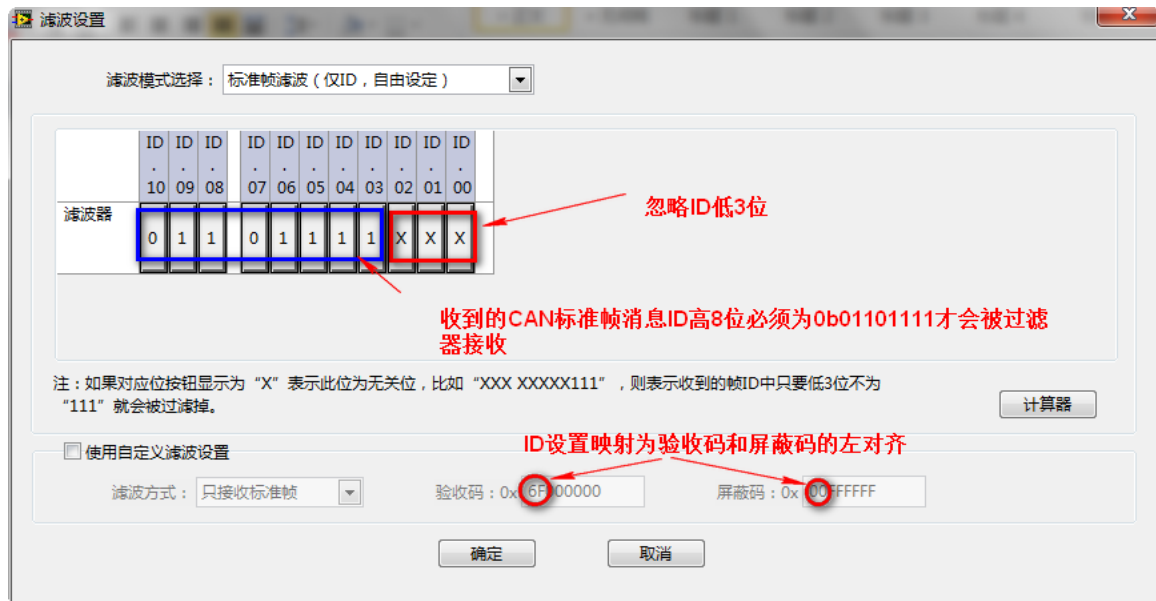 滤波设置
滤波模式选择： 标准帧滤波（仅ID，自由设定）
ID ID ID ID ID ID ID ID ID ID ID
. . . . . . . . . . .
10 09 08 07 06 05 04 03 02 01 00
滤波器
0 1 1 0 1 1 1 1 X X X
忽略ID低3位
收到的CAN标准帧消息ID高8位必须为0b01101111才会被过滤
器接收
注：如果对应位按钮显示为“X”表示此位为无关位，比如“XXX XXXXX111”，则表示收到的帧ID中只要低3位不为
“111”就会被过滤掉。
计算器
ID设置映射为验收码和屏蔽码的左对齐
使用自定义滤波设置
滤波方式： 只接收标准帧 验收码：0x 6F000000 屏蔽码：0x 00FFFFFF
确定 取消